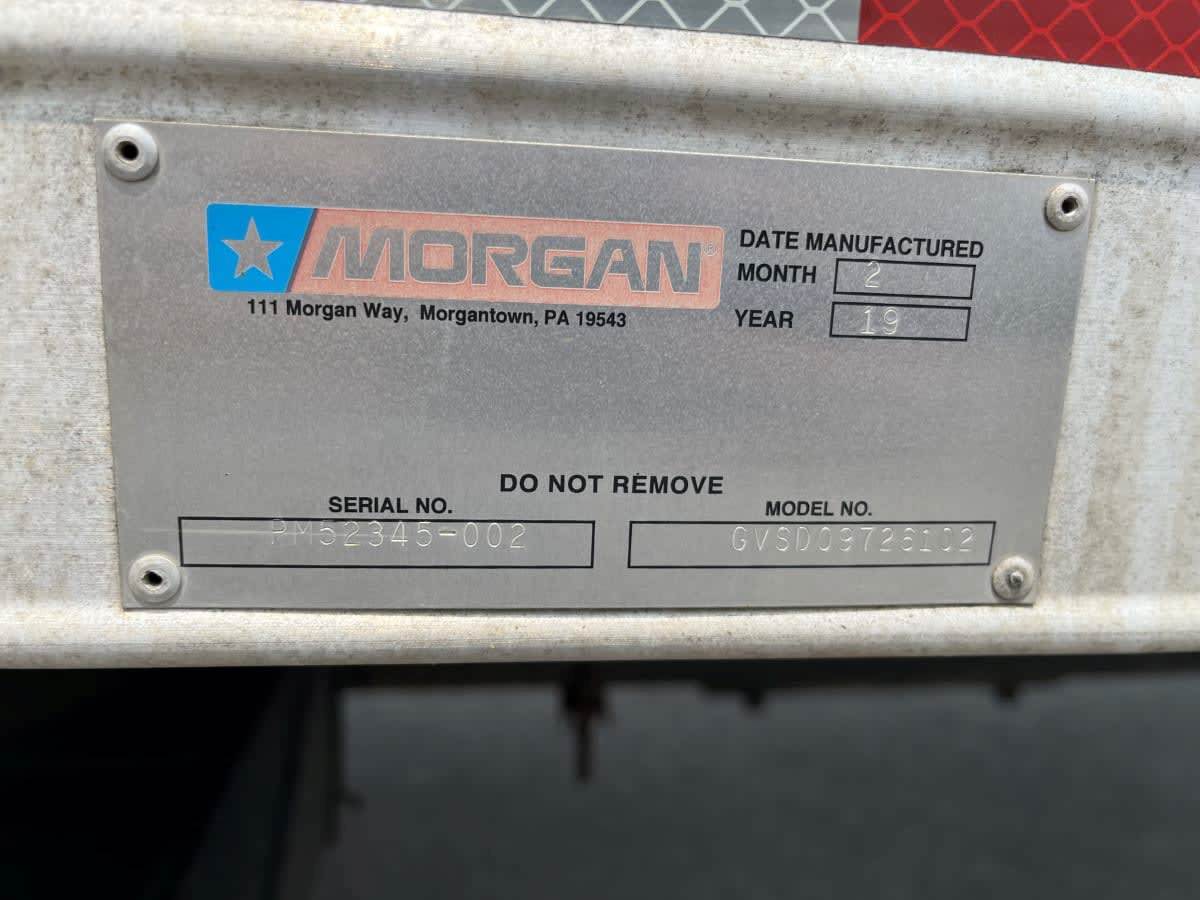 MORGAN®
111 Morgan Way, Morgantown, PA 19543
DATE MANUFACTURED
MONTH 2
YEAR 19
DO NOT REMOVE
SERIAL NO.
PM52345-002
MODEL NO.
GVSD09726102